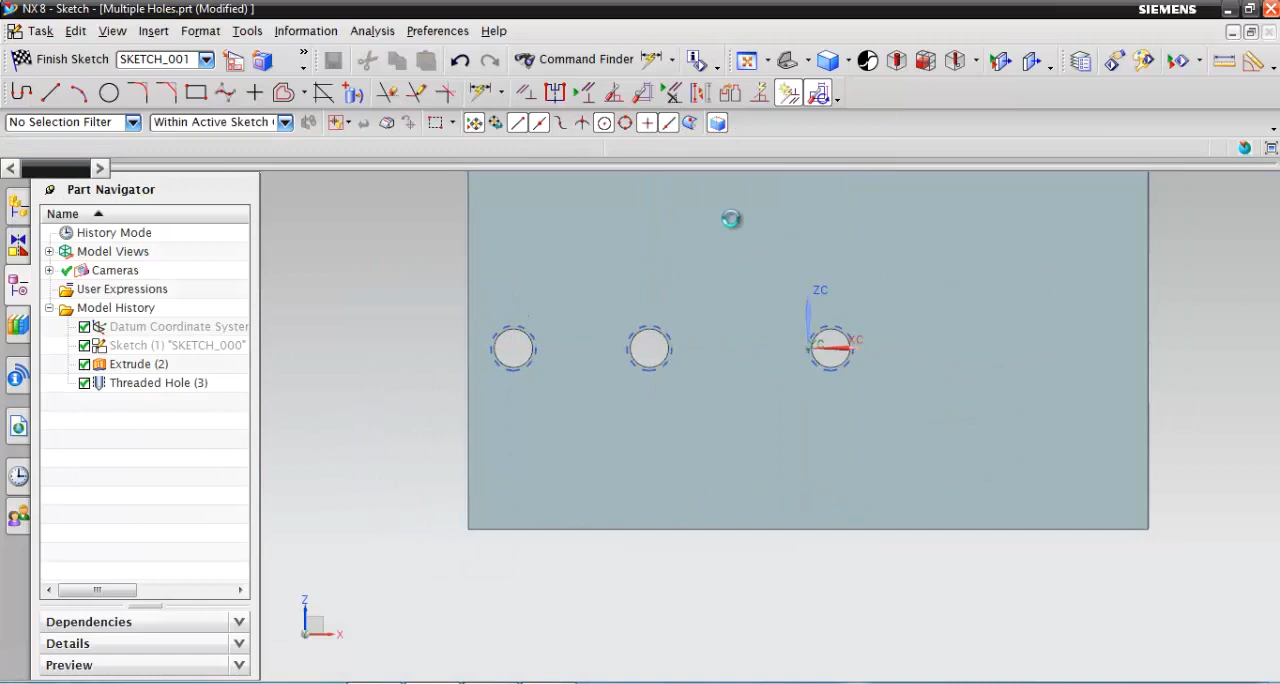 NX 8 - Sketch - [Multiple Holes.prt (Modified) ]
SIEMENS
Task Edit View Insert Format Tools Information Analysis Preferences Help
Finish Sketch SKETCH_001 Command Finder
No Selection Filter Within Active Sketch
Part Navigator
Name
History Mode
Model Views
Cameras
User Expressions
Model History
Datum Coordinate System
Sketch (1) "SKETCH_000"
Extrude (2)
Threaded Hole (3)
Dependencies
Details
Preview
ZC
YC XC
Z
X